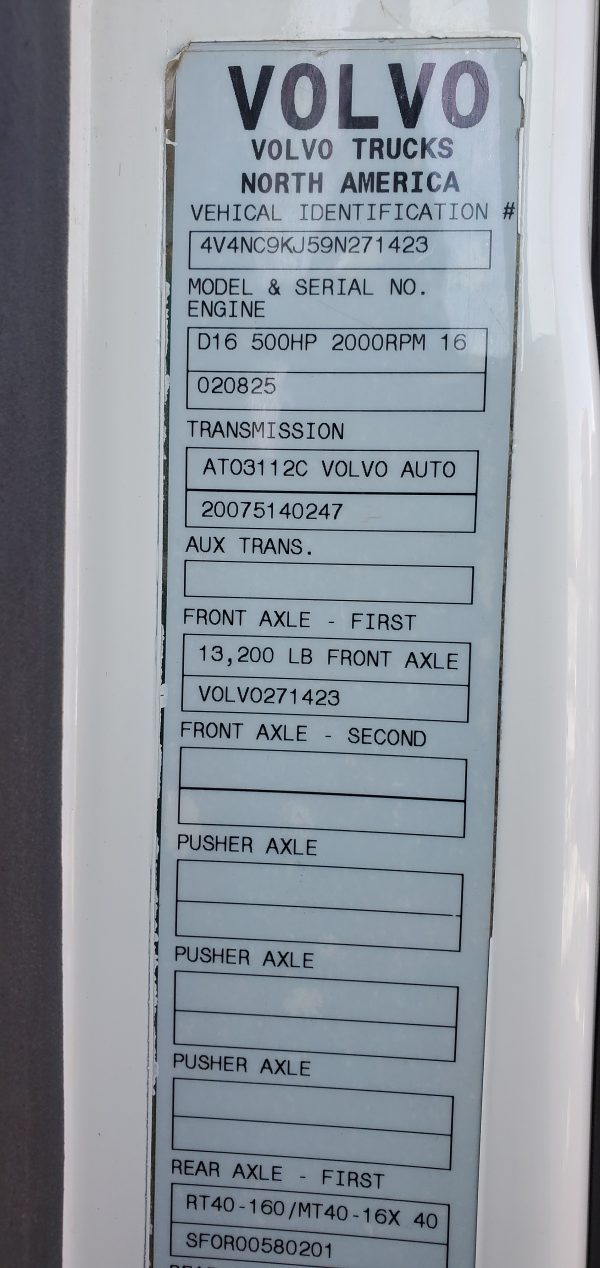 VOLVO
VOLVO TRUCKS
NORTH AMERICA
VEHICAL IDENTIFICATION #
4V4NC9KJ59N271423
MODEL & SERIAL NO.
ENGINE
D16 500HP 2000RPM 16
020825
TRANSMISSION
ATO3112C VOLVO AUTO
20075140247
AUX TRANS.
FRONT AXLE - FIRST
13,200 LB FRONT AXLE
VOLVO271423
FRONT AXLE - SECOND
PUSHER AXLE
PUSHER AXLE
PUSHER AXLE
REAR AXLE - FIRST
RT40-160/MT40-16X 40
SFOR00580201